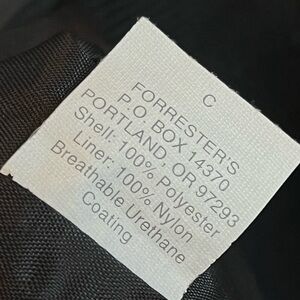 C
FORRESTER'S
P.O. BOX 14370
PORTLAND, OR 97293
Shell: 100% Polyester
Liner: 100% Nylon
Breathable Urethane
Coating